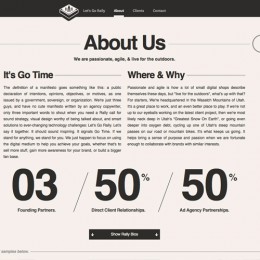 Let's Go Rally
About
Clients
Contact
About Us
We are passionate, agile, & live for the outdoors.
It's Go Time
The definition of a manifesto goes something like this: a public
declaration of intentions, opinions, objectives, or motives, as one
issued by a government, sovereign, or organization. We're just three
guys, and have no rule manifesto written by an agency copywriter,
only three important words to shout when you need a Rally cry for
sound strategy, visual design worthy of being talked about, and smart
solutions to ever-changing technology challenges: Let's Go Rally. Let's
say it together. It should sound inspiring. It signals Go Time. If we
stand for anything, we stand for you. We just happen to focus on using
the digital medium to help you achieve your goals, whether that's to
sell more stuff, gain more awareness for your brand, or build a bigger
fan base.
Where & Why
Passionate and agile is how a lot of small digital shops describe
themselves these days, but "live for the outdoors", what's up with that?
For starters, We're headquartered in the Wasatch Mountains of Utah.
It's a great place to work, and an even better place to play. If we're not
up to our eyeballs working on the latest client project, then we're most
likely neck deep in Utah's "Greatest Snow On Earth", or going even
deeper into oxygen debt, cycling up one of Utah's steep mountain
passes on our road or mountain bikes. It's what keeps us going. It
helps bring a sense of purpose and passion when we are fortunate
enough to collaborate with brands with similar interests.
03
Founding Partners.
50%
Direct Client Relationships.
50%
Ad Agency Partnerships.
Show Rally Bios